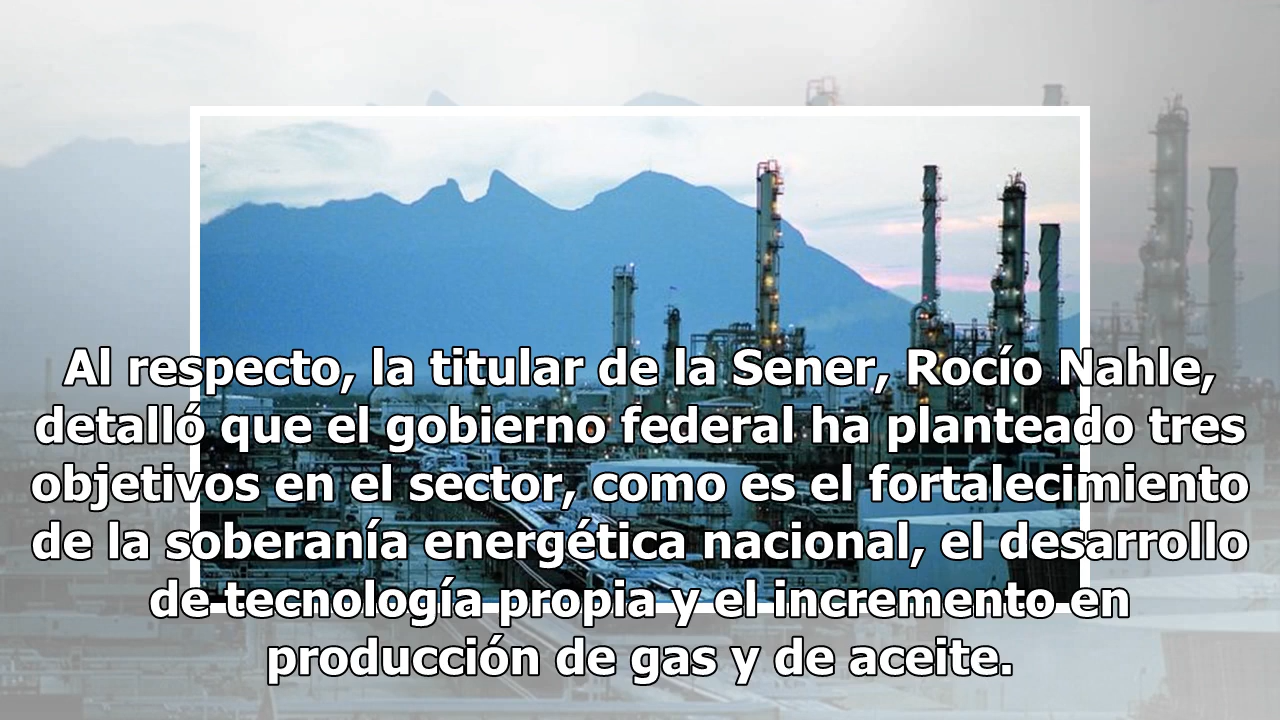 Al respecto, la titular de la Sener, Rocío Nahle,
detalló que el gobierno federal ha planteado tres
objetivos en el sector, como es el fortalecimiento
de la soberanía energética nacional, el desarrollo
de tecnología propia y el incremento en
producción de gas y de aceite.